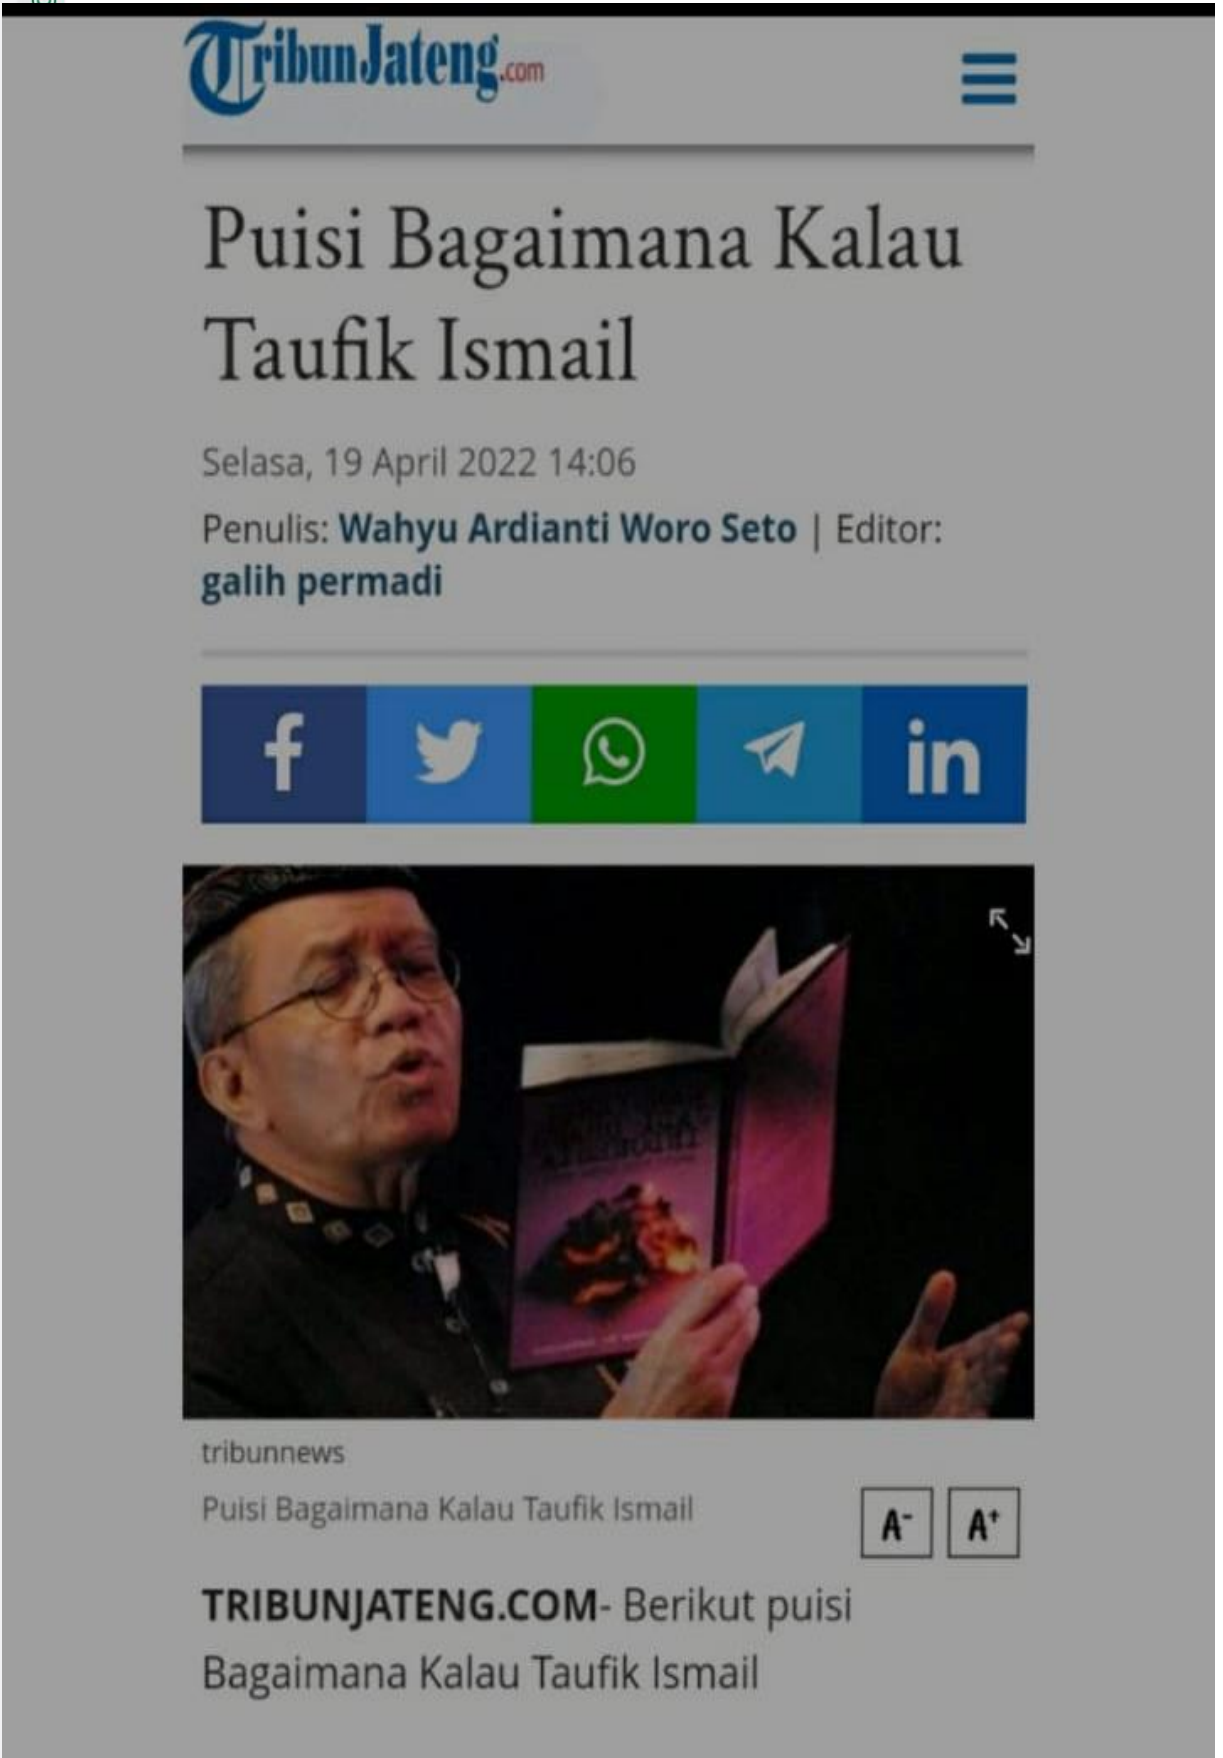 TribunJateng.com
Puisi Bagaimana Kalau
Taufik Ismail
Selasa, 19 April 2022 14:06
Penulis: Wahyu Ardianti Woro Seto | Editor:
galih permadi
f
in
tribunnews
Puisi Bagaimana Kalau Taufik Ismail
A- A+
TRIBUNJATENG.COM- Berikut puisi
Bagaimana Kalau Taufik Ismail